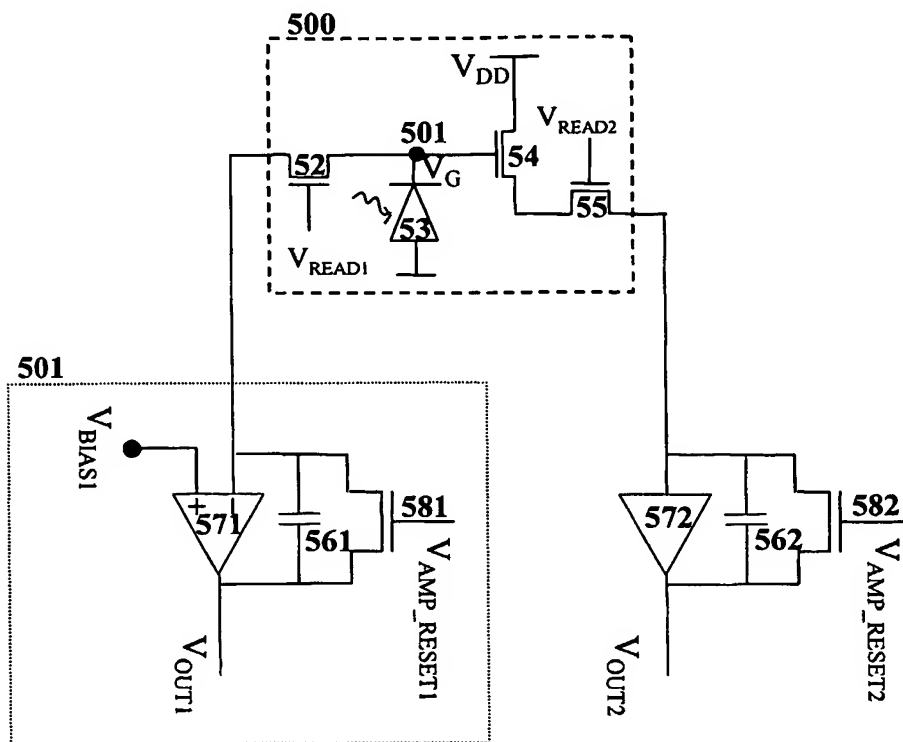 500
V_DD
V_READ2
501
54
52
V_G
55
53
V_READ1
501
V_BIAS1
+
−
571
561
581
V_AMP_RESET1
572
562
582
V_AMP_RESET2
V_OUT1
V_OUT2